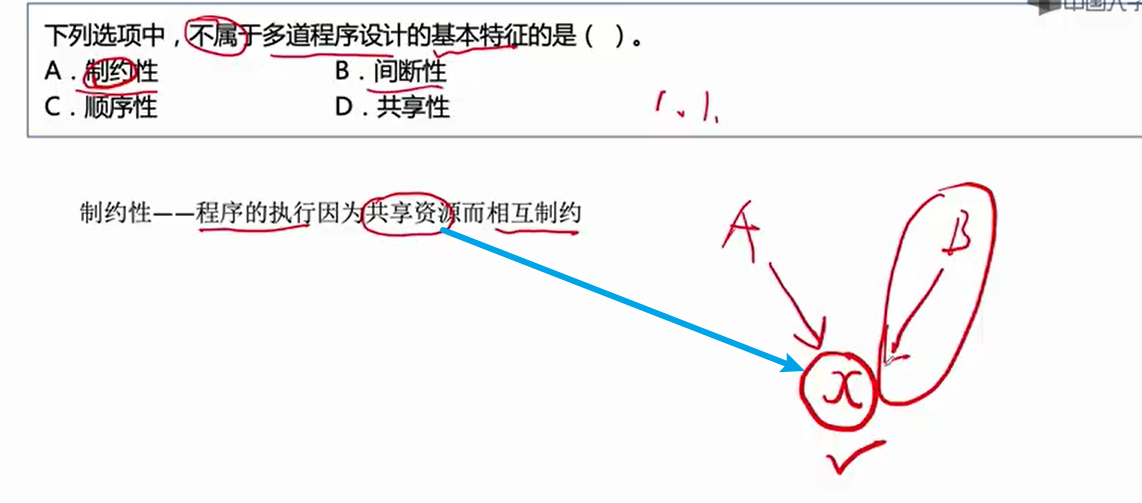 下列选项中，不属于多道程序设计的基本特征的是（ ）。
A．制约性 B．间断性
C．顺序性 D．共享性
制约性——程序的执行因为共享资源而相互制约
A
B
x